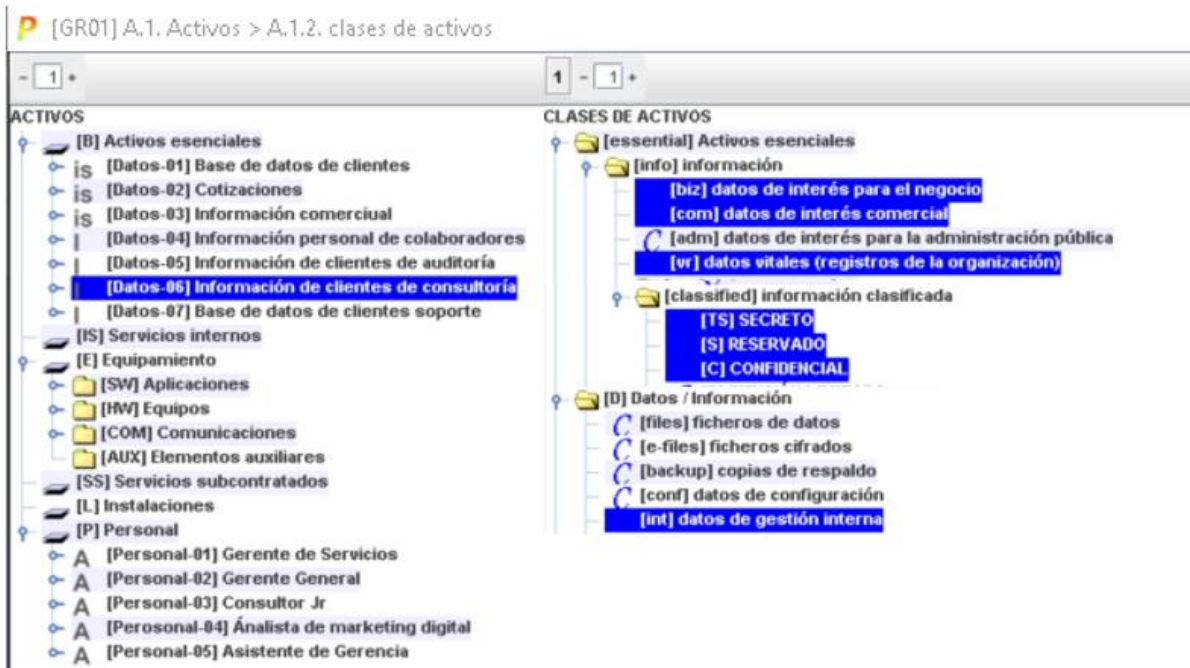 [GR01] A.1. Activos > A.1.2. clases de activos
- 1 +
1 - 1 +
ACTIVOS
[B] Activos esenciales
is [Datos-01] Base de datos de clientes
is [Datos-02] Cotizaciones
is [Datos-03] Información comerciual
I [Datos-04] Información personal de colaboradores
I [Datos-05] Información de clientes de auditoría
I [Datos-06] Información de clientes de consultoría
I [Datos-07] Base de datos de clientes soporte
[IS] Servicios internos
[E] Equipamiento
[SW] Aplicaciones
[HW] Equipos
[COM] Comunicaciones
[AUX] Elementos auxiliares
[SS] Servicios subcontratados
[L] Instalaciones
[P] Personal
A [Personal-01] Gerente de Servicios
A [Personal-02] Gerente General
A [Personal-03] Consultor Jr
A [Perosonal-04] Ánalista de marketing digital
A [Personal-05] Asistente de Gerencia
CLASES DE ACTIVOS
[essential] Activos esenciales
[info] información
[biz] datos de interés para el negocio
[com] datos de interés comercial
C [adm] datos de interés para la administración pública
[vr] datos vitales (registros de la organización)
[classified] información clasificada
[TS] SECRETO
[S] RESERVADO
[C] CONFIDENCIAL
[D] Datos / Información
C [files] ficheros de datos
C [e-files] ficheros cifrados
C [backup] copias de respaldo
C [conf] datos de configuración
[int] datos de gestión interna